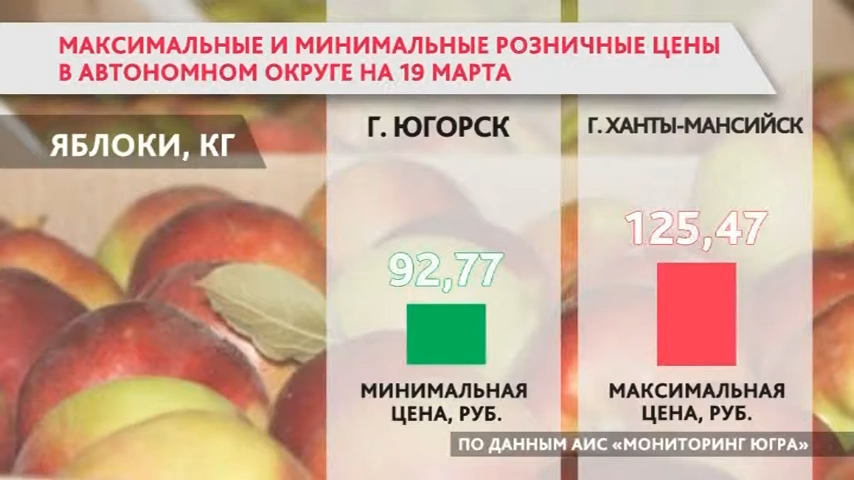 МАКСИМАЛЬНЫЕ И МИНИМАЛЬНЫЕ РОЗНИЧНЫЕ ЦЕНЫ
В АВТОНОМНОМ ОКРУГЕ НА 19 МАРТА
ЯБЛОКИ, КГ
Г. ЮГОРСК
92,77
МИНИМАЛЬНАЯ
ЦЕНА, РУБ.
Г. ХАНТЫ-МАНСИЙСК
125,47
МАКСИМАЛЬНАЯ
ЦЕНА, РУБ.
ПО ДАННЫМ АИС «МОНИТОРИНГ ЮГРА»